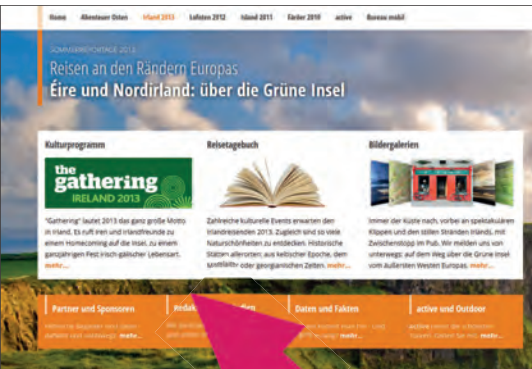 Home Abenteuer Osten Irland 2013 Lofoten 2012 Island 2011 Färöer 2010 active Bureau mobil
SOMMERREPORTAGE 2013
Reisen an den Rändern Europas
Éire und Nordirland: über die Grüne Insel
Kulturprogramm
the
gathering
IRELAND 2013
"Gathering" lautet 2013 das ganz große Motto
in Irland. Es ruft Iren und Irlandfreunde zu
einem Homecoming auf die Insel, zu einem
ganzjährigen Fest irisch-gälischer Lebensart.
mehr...
Reisetagebuch
Zahlreiche kulturelle Events erwarten den
Irlandreisenden 2013. Zugleich sind so viele
Naturschönheiten zu entdecken. Historische
Stätten allerorten: aus keltischer Epoche, dem
oder georgianischen Zeiten. mehr...
Bildergalerien
Immer der Küste nach, vorbei an spektakulären
Klippen und den stillen Stränden Irlands, mit
Zwischenstopp im Pub. Wir melden uns von
unterwegs: auf dem Weg über die Grüne Insel
vom Äußersten Westen Europas. mehr...
Partner und Sponsoren
mehr...
Daten und Fakten
mehr...
active und Outdoor
active
mehr...